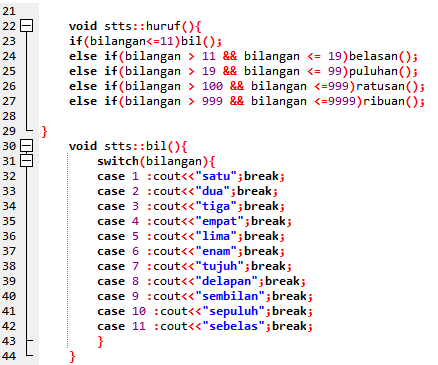 21
22 void stts::huruf(){
23 if(bilangan<=11)bil();
24 else if(bilangan > 11 && bilangan <= 19)belasan();
25 else if(bilangan > 19 && bilangan <= 99)puluhan();
26 else if(bilangan > 100 && bilangan <=999)ratusan();
27 else if(bilangan > 999 && bilangan <=9999)ribuan();
28
29 }
30 void stts::bil(){
31 switch(bilangan){
32 case 1 :cout<<"satu";break;
33 case 2 :cout<<"dua";break;
34 case 3 :cout<<"tiga";break;
35 case 4 :cout<<"empat";break;
36 case 5 :cout<<"lima";break;
37 case 6 :cout<<"enam";break;
38 case 7 :cout<<"tujuh";break;
39 case 8 :cout<<"delapan";break;
40 case 9 :cout<<"sembilan";break;
41 case 10 :cout<<"sepuluh";break;
42 case 11 :cout<<"sebelas";break;
43 }
44 }